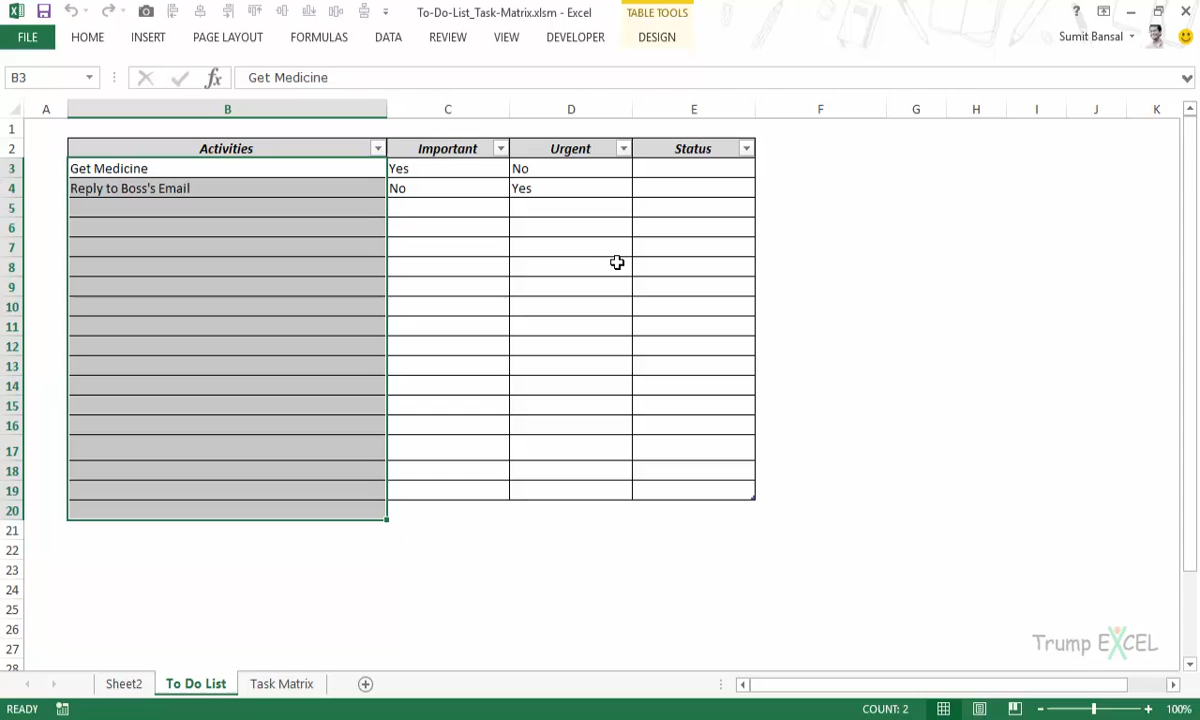 To-Do-List_Task-Matrix.xlsm - Excel
TABLE TOOLS
?
FILE HOME INSERT PAGE LAYOUT FORMULAS DATA REVIEW VIEW DEVELOPER DESIGN
Sumit Bansal
B3 fx Get Medicine
A B C D E F G H I J K
1
2 Activities Important Urgent Status
3 Get Medicine Yes No
4 Reply to Boss's Email No Yes
5
6
7
8
9
10
11
12
13
14
15
16
17
18
19
20
21
22
23
24
25
26
27
28
Trump EXCEL
Sheet2 To Do List Task Matrix
READY COUNT: 2 100%